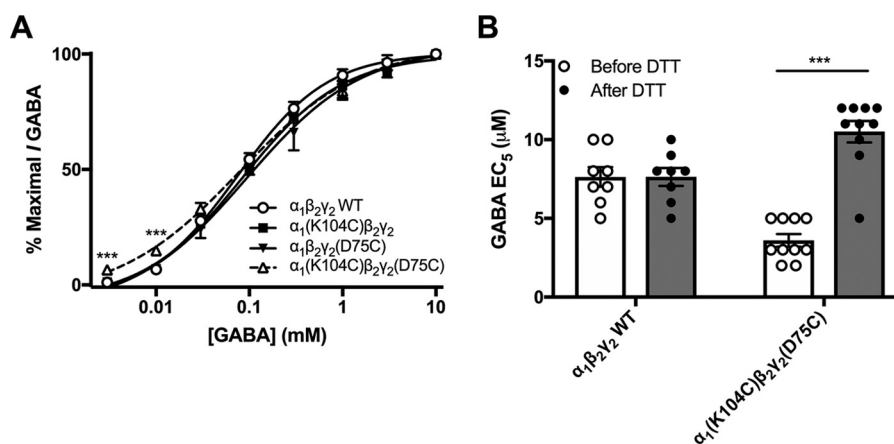 A
% Maximal I GABA
100
50
0
***
***
α₁β₂γ₂ WT
α₁(K104C)β₂γ₂
α₁β₂γ₂(D75C)
α₁(K104C)β₂γ₂(D75C)
0.01
0.1
1
10
[GABA] (mM)
B
GABA EC₅ (μM)
15
10
5
0
Before DTT
After DTT
***
α₁β₂γ₂ WT
α₁(K104C)β₂γ₂(D75C)